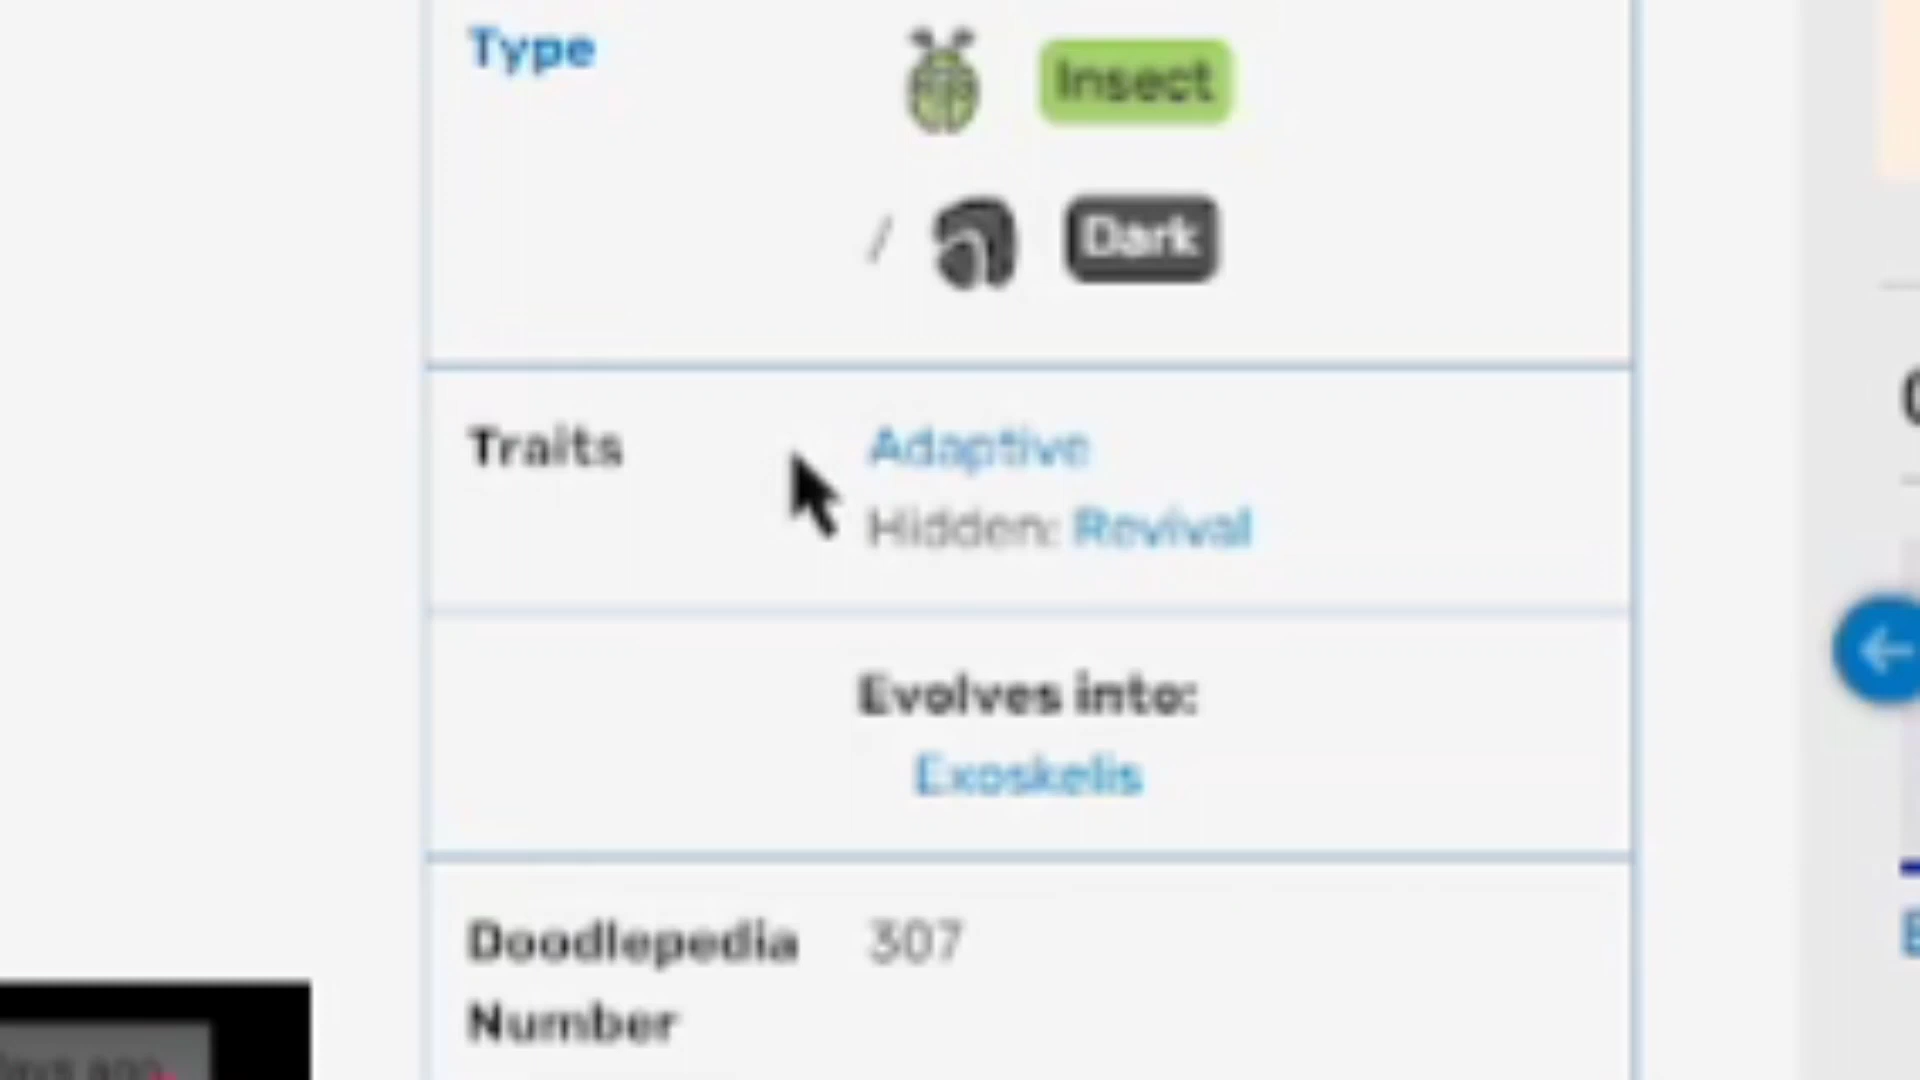 Type
Insect
/ Dark
Traits
Adaptive
Hidden: Revival
Evolves into:
Exoskelis
Doodlepedia 307
Number